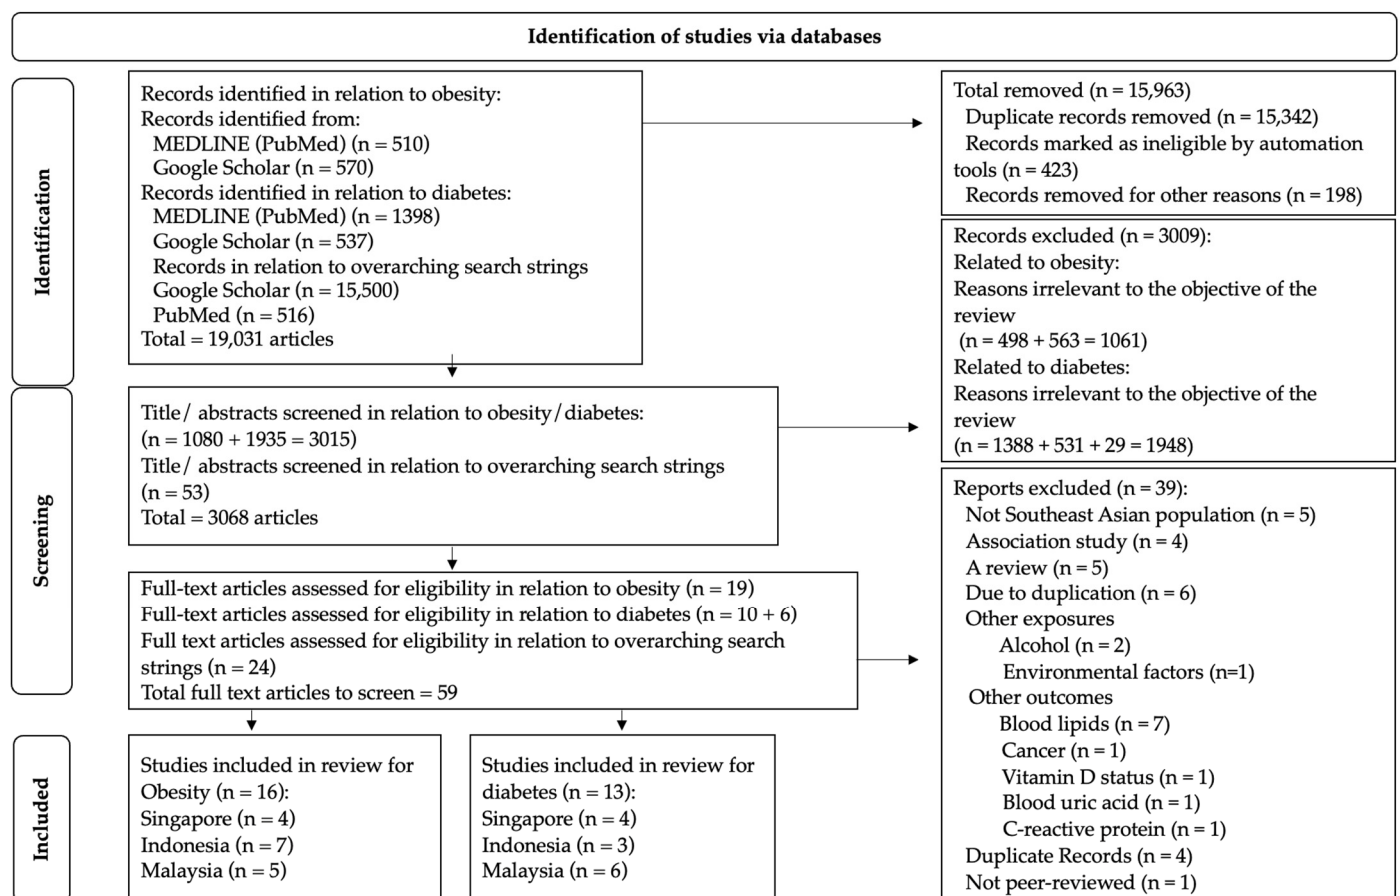 Identification of studies via databases
Identification
Records identified in relation to obesity:
Records identified from:
MEDLINE (PubMed) (n = 510)
Google Scholar (n = 570)
Records identified in relation to diabetes:
MEDLINE (PubMed) (n = 1398)
Google Scholar (n = 537)
Records in relation to overarching search strings
Google Scholar (n = 15,500)
PubMed (n = 516)
Total = 19,031 articles
Total removed (n = 15,963)
Duplicate records removed (n = 15,342)
Records marked as ineligible by automation
tools (n = 423)
Records removed for other reasons (n = 198)
Records excluded (n = 3009):
Related to obesity:
Reasons irrelevant to the objective of the
review
(n = 498 + 563 = 1061)
Related to diabetes:
Reasons irrelevant to the objective of the
review
(n = 1388 + 531 + 29 = 1948)
Screening
Title/ abstracts screened in relation to obesity/diabetes:
(n = 1080 + 1935 = 3015)
Title/ abstracts screened in relation to overarching search strings
(n = 53)
Total = 3068 articles
Full-text articles assessed for eligibility in relation to obesity (n = 19)
Full-text articles assessed for eligibility in relation to diabetes (n = 10 + 6)
Full text articles assessed for eligibility in relation to overarching search
strings (n = 24)
Total full text articles to screen = 59
Reports excluded (n = 39):
Not Southeast Asian population (n = 5)
Association study (n = 4)
A review (n = 5)
Due to duplication (n = 6)
Other exposures
Alcohol (n = 2)
Environmental factors (n=1)
Other outcomes
Blood lipids (n = 7)
Cancer (n = 1)
Vitamin D status (n = 1)
Blood uric acid (n = 1)
C-reactive protein (n = 1)
Duplicate Records (n = 4)
Not peer-reviewed (n = 1)
Included
Studies included in review for
Obesity (n = 16):
Singapore (n = 4)
Indonesia (n = 7)
Malaysia (n = 5)
Studies included in review for
diabetes (n = 13):
Singapore (n = 4)
Indonesia (n = 3)
Malaysia (n = 6)